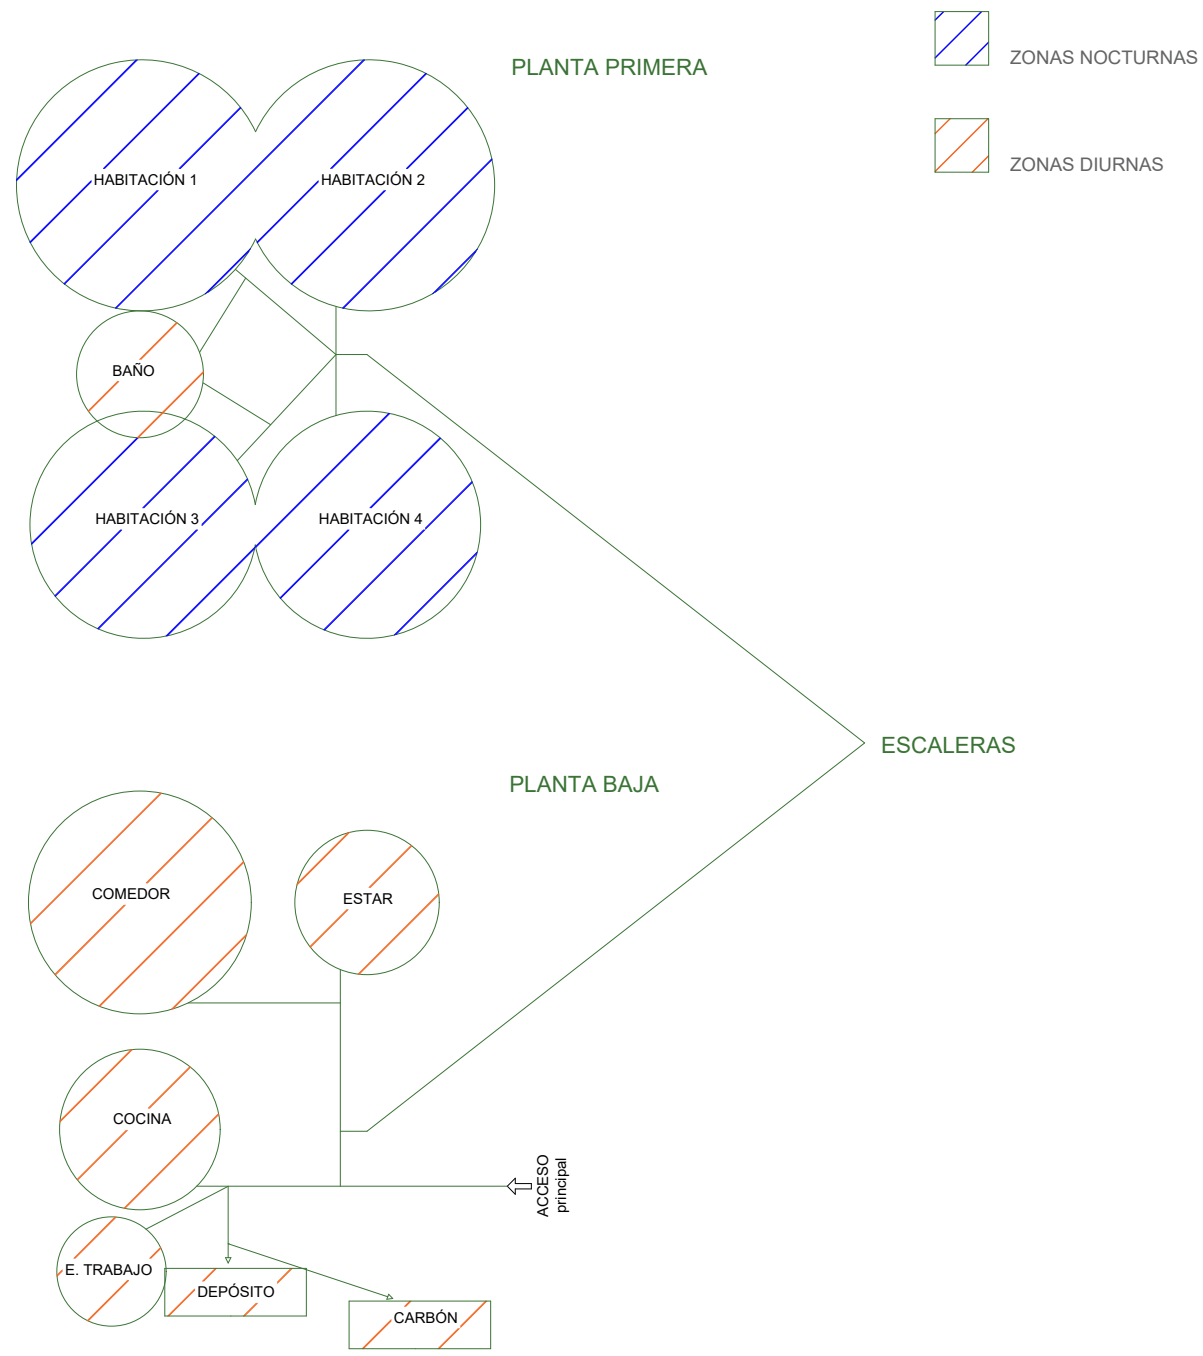 PLANTA PRIMERA
ZONAS NOCTURNAS
ZONAS DIURNAS
HABITACIÓN 1
HABITACIÓN 2
BAÑO
HABITACIÓN 3
HABITACIÓN 4
ESCALERAS
PLANTA BAJA
COMEDOR
ESTAR
COCINA
ACCESO
principal
E. TRABAJO
DEPÓSITO
CARBÓN